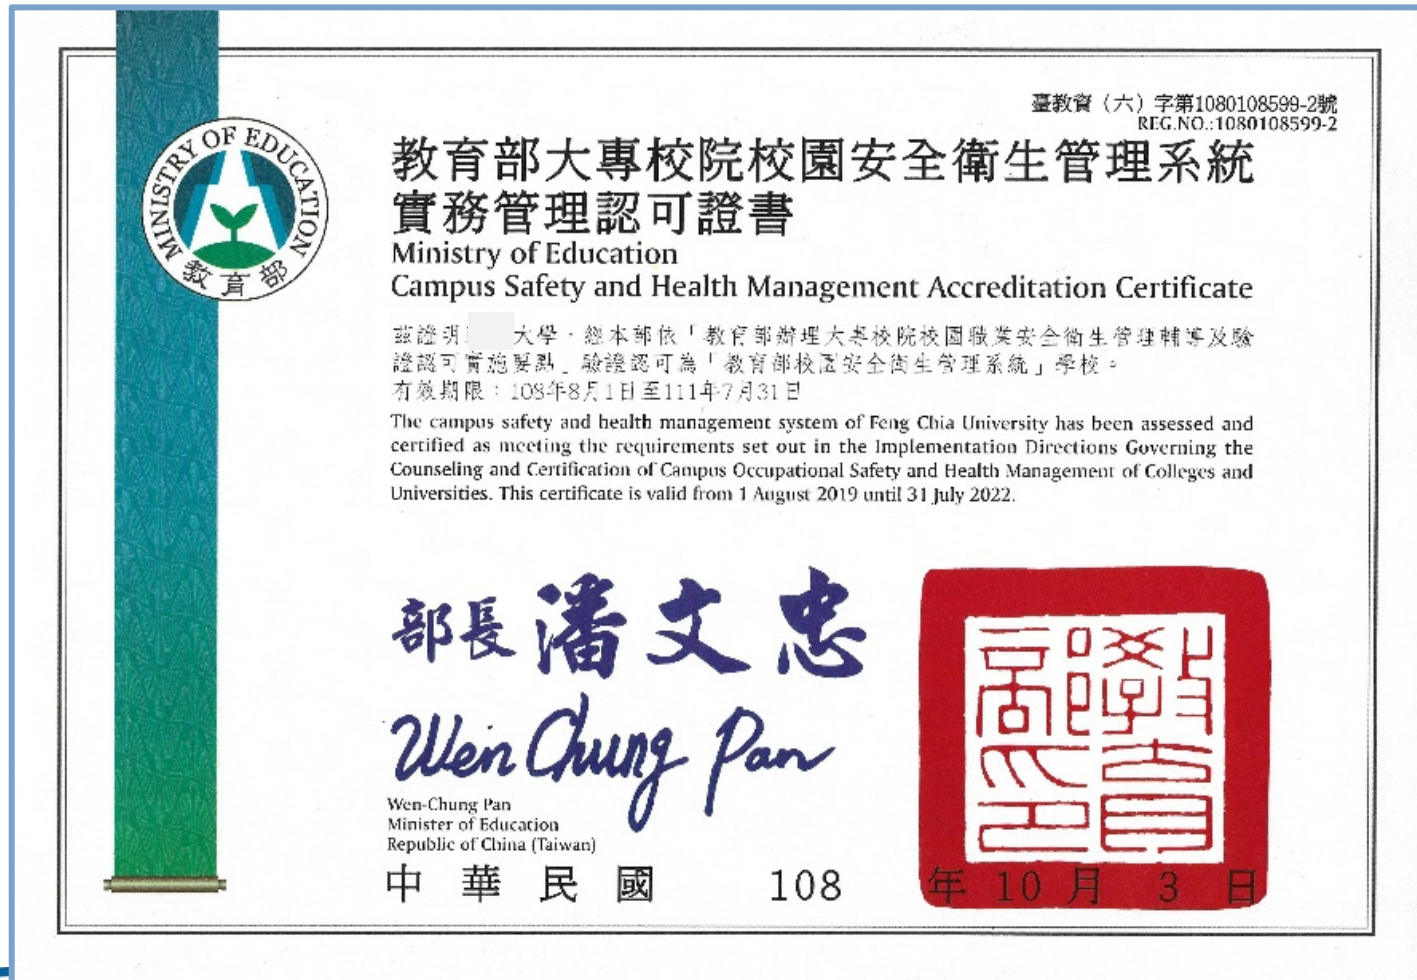 臺教資（六）字第1080108599-2號
REG.NO.:1080108599-2
MINISTRY OF EDUCATION
教育部
教育部大專校院校園安全衛生管理系統
實務管理認可證書
Ministry of Education
Campus Safety and Health Management Accreditation Certificate
茲證明 大學，經本部依「教育部辦理大專校院校園職業安全衛生管理輔導及驗
證認可實施要點」驗證認可為「教育部校園安全衛生管理系統」學校。
有效期限：108年8月1日至111年7月31日
The campus safety and health management system of Feng Chia University has been assessed and
certified as meeting the requirements set out in the Implementation Directions Governing the
Counseling and Certification of Campus Occupational Safety and Health Management of Colleges and
Universities. This certificate is valid from 1 August 2019 until 31 July 2022.
部長 潘文忠
Wen Chung Pan
Wen-Chung Pan
Minister of Education
Republic of China (Taiwan)
教育部印
中華民國 108 年 10 月 3 日